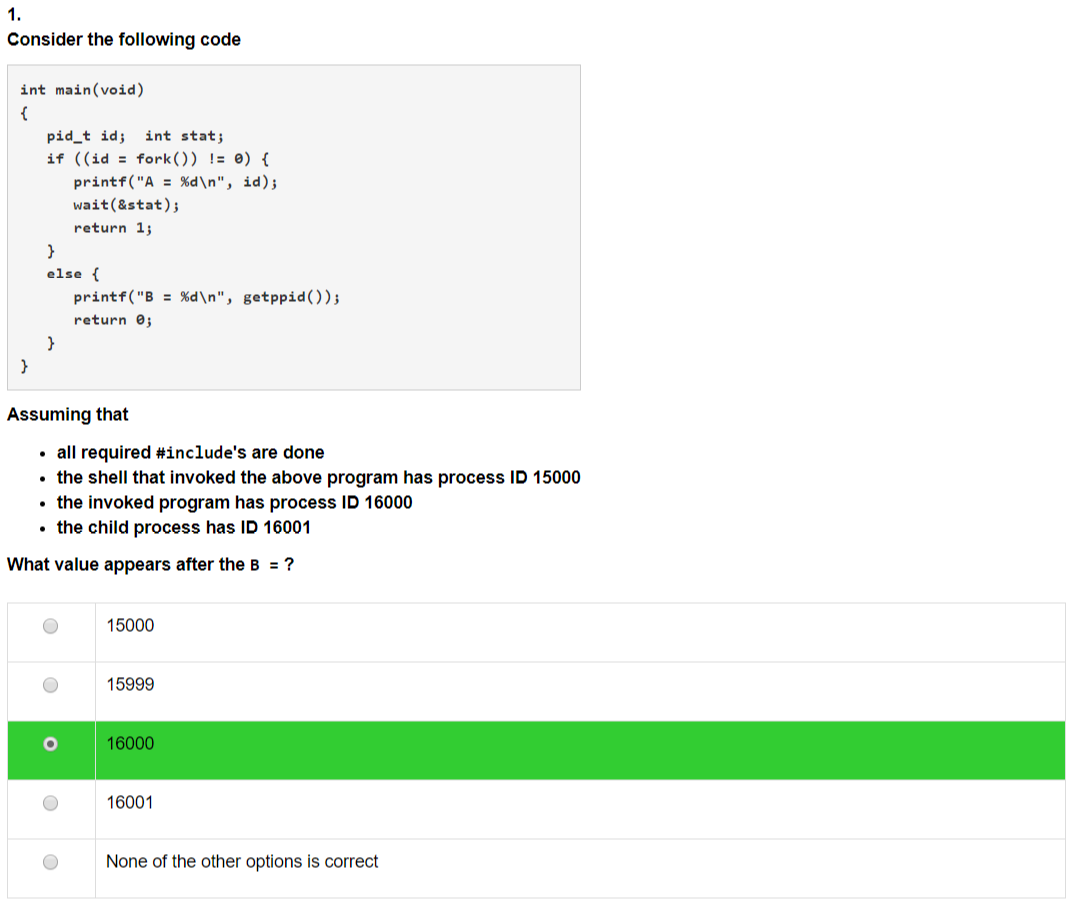 1.
Consider the following code
int main(void)
{
   pid_t id;  int stat;
   if ((id = fork()) != 0) {
      printf("A = %d\n", id);
      wait(&stat);
      return 1;
   }
   else {
      printf("B = %d\n", getppid());
      return 0;
   }
}
Assuming that
• all required #include's are done
• the shell that invoked the above program has process ID 15000
• the invoked program has process ID 16000
• the child process has ID 16001
What value appears after the B = ?
15000
15999
16000
16001
None of the other options is correct